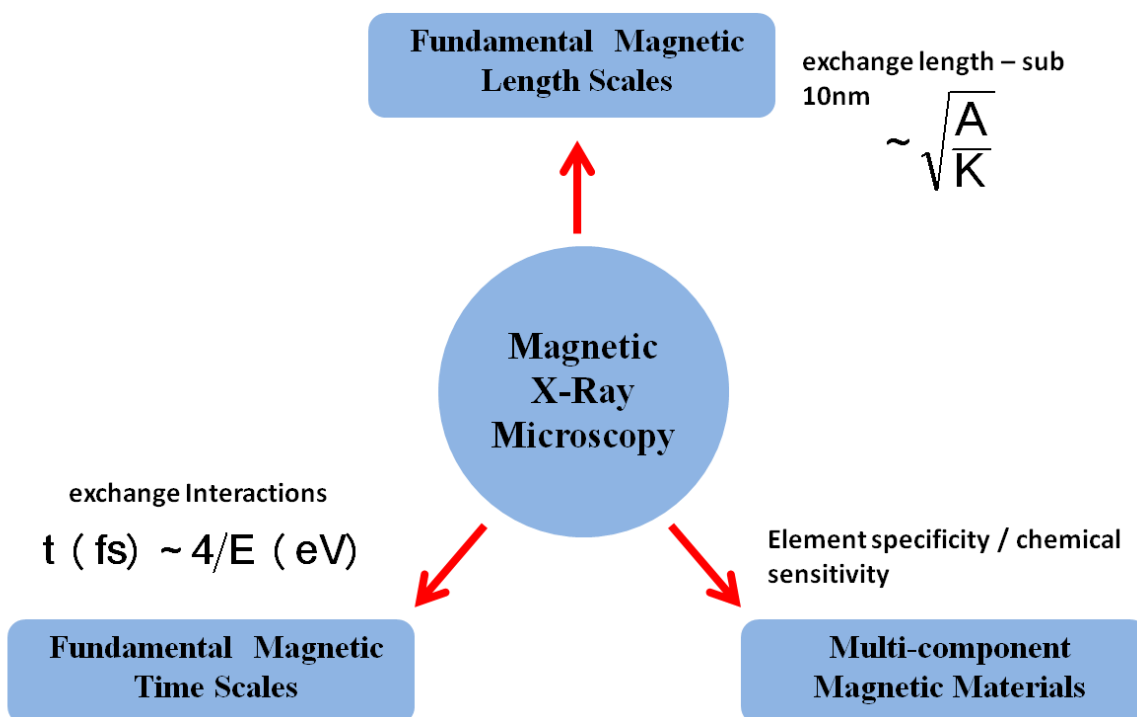 Fundamental Magnetic
Length Scales
exchange length – sub
10nm
~ √(A/K)
Magnetic
X-Ray
Microscopy
exchange Interactions
t ( fs) ~ 4/E ( eV)
Element specificity / chemical
sensitivity
Fundamental Magnetic
Time Scales
Multi-component
Magnetic Materials